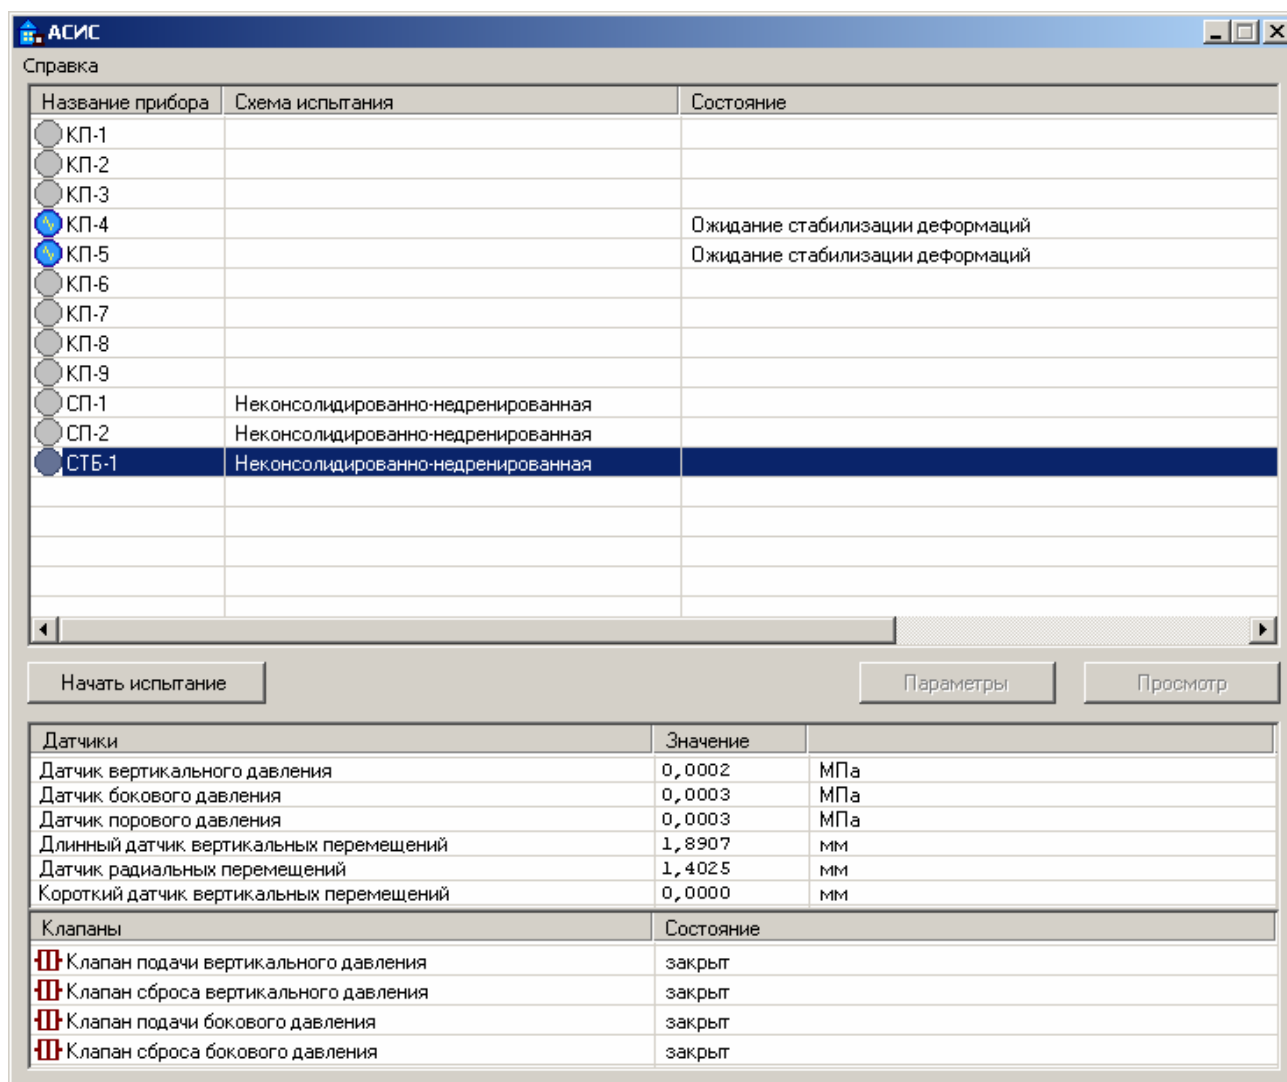 АСИС
Справка
Название прибора Схема испытания Состояние
КП-1
КП-2
КП-3
КП-4 Ожидание стабилизации деформаций
КП-5 Ожидание стабилизации деформаций
КП-6
КП-7
КП-8
КП-9
СП-1 Неконсолидированно-недренированная
СП-2 Неконсолидированно-недренированная
СТБ-1 Неконсолидированно-недренированная
Начать испытание Параметры Просмотр
Датчики Значение
Датчик вертикального давления 0,0002 МПа
Датчик бокового давления 0,0003 МПа
Датчик порового давления 0,0003 МПа
Длинный датчик вертикальных перемещений 1,8907 мм
Датчик радиальных перемещений 1,4025 мм
Короткий датчик вертикальных перемещений 0,0000 мм
Клапаны Состояние
Клапан подачи вертикального давления закрыт
Клапан сброса вертикального давления закрыт
Клапан подачи бокового давления закрыт
Клапан сброса бокового давления закрыт